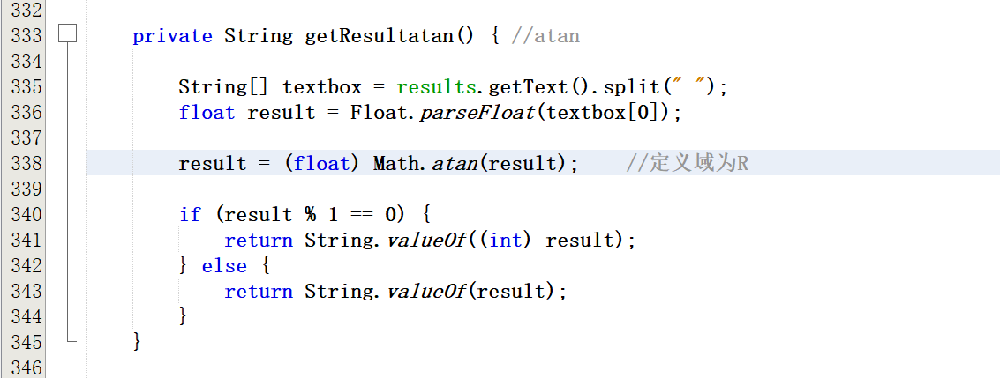 332
333 private String getResultatan() { //atan
334
335 String[] textbox = results.getText().split(" ");
336 float result = Float.parseFloat(textbox[0]);
337
338 result = (float) Math.atan(result); //定义域为R
339
340 if (result % 1 == 0) {
341 return String.valueOf((int) result);
342 } else {
343 return String.valueOf(result);
344 }
345 }
346